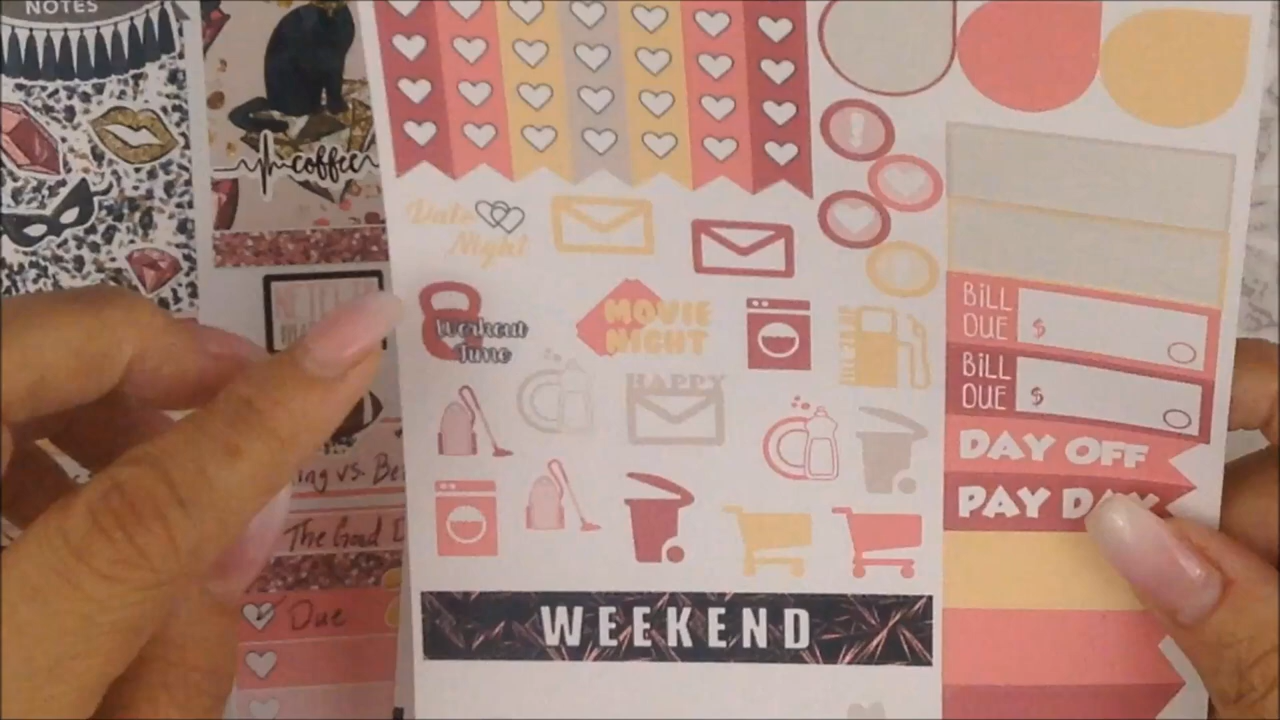 NOTES
coffee
Date
Night
Workout
Time
MOVIE
NIGHT
HAPPY
BILL
DUE
$
BILL
DUE
$
DAY OFF
PAY DAY
The Good
Due
WEEKEND